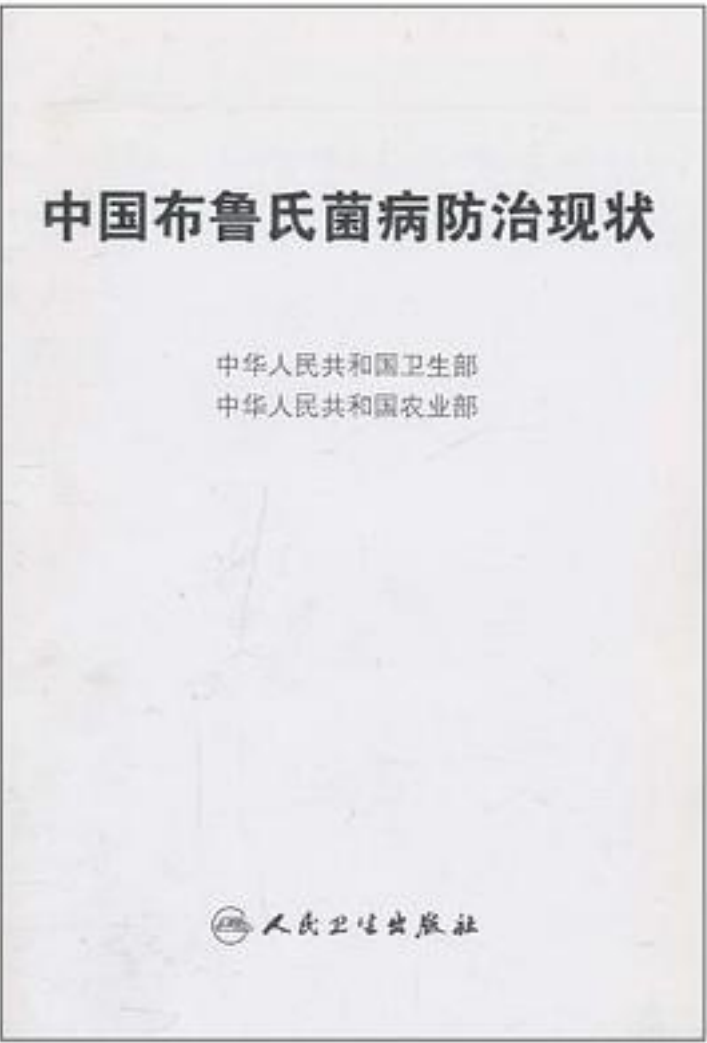 中国布鲁氏菌病防治现状
中华人民共和国卫生部
中华人民共和国农业部
人民卫生出版社